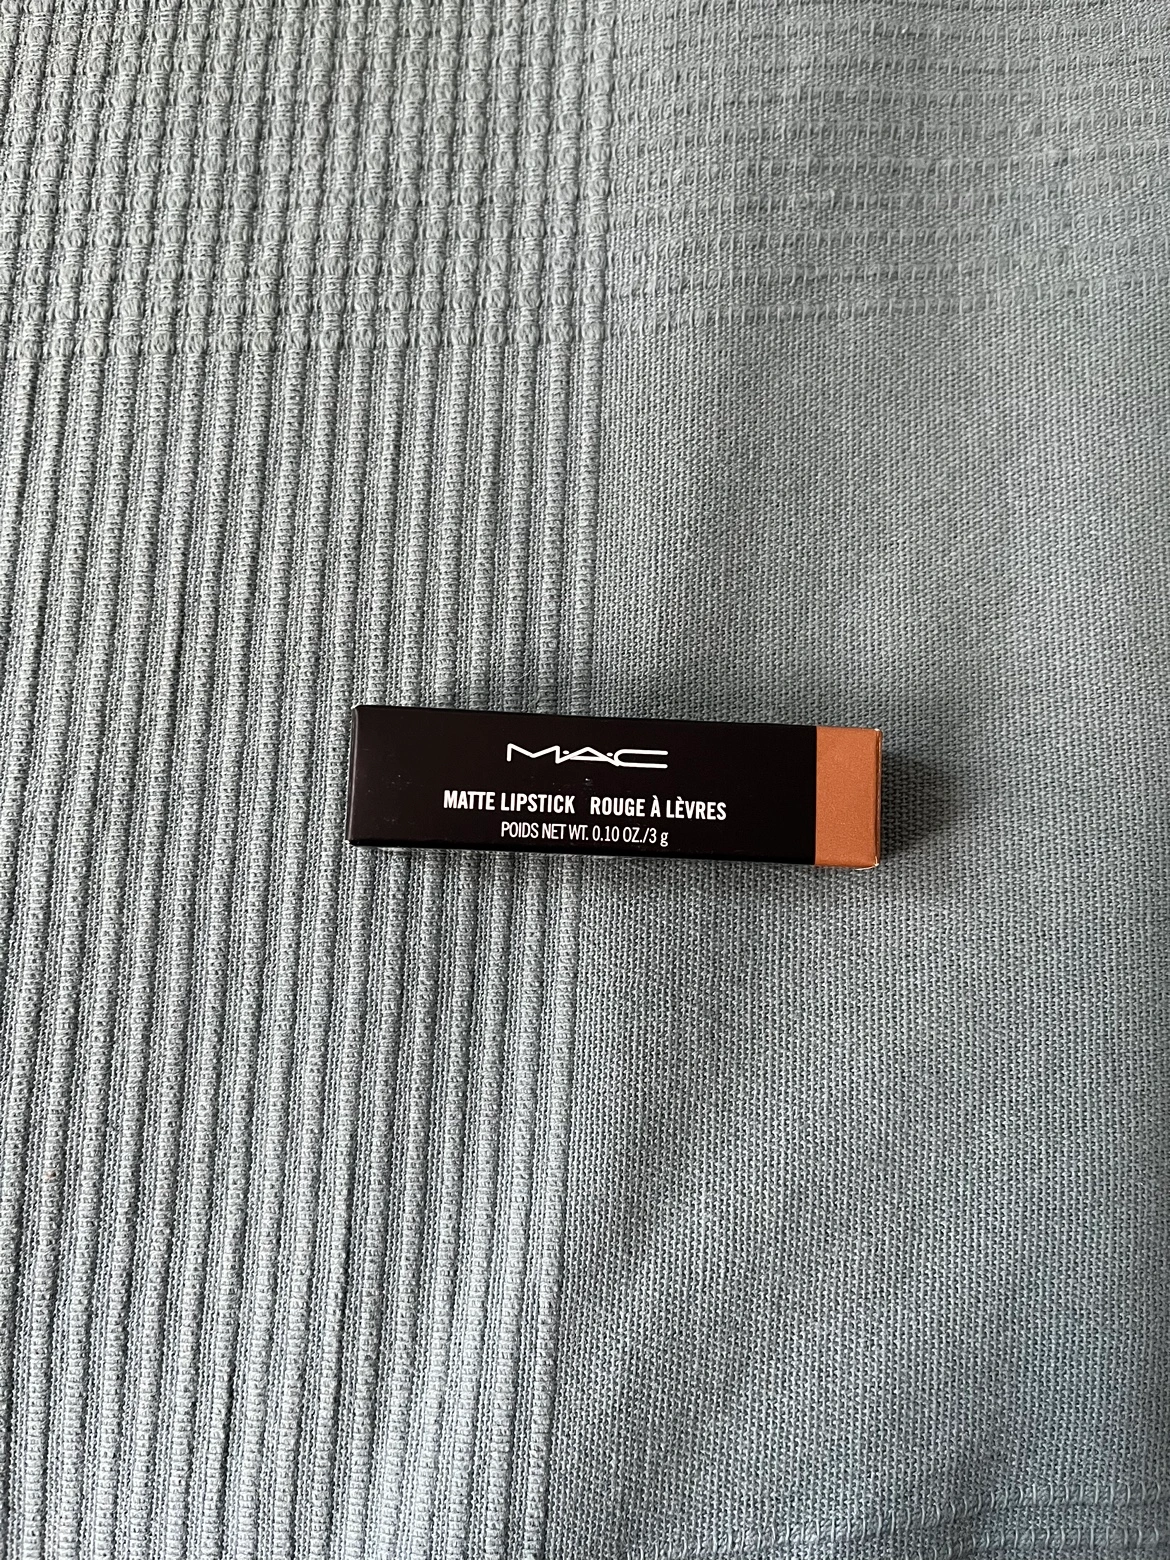 M·A·C
MATTE LIPSTICK ROUGE À LÈVRES
POIDS NET WT. 0.10 OZ./3 g